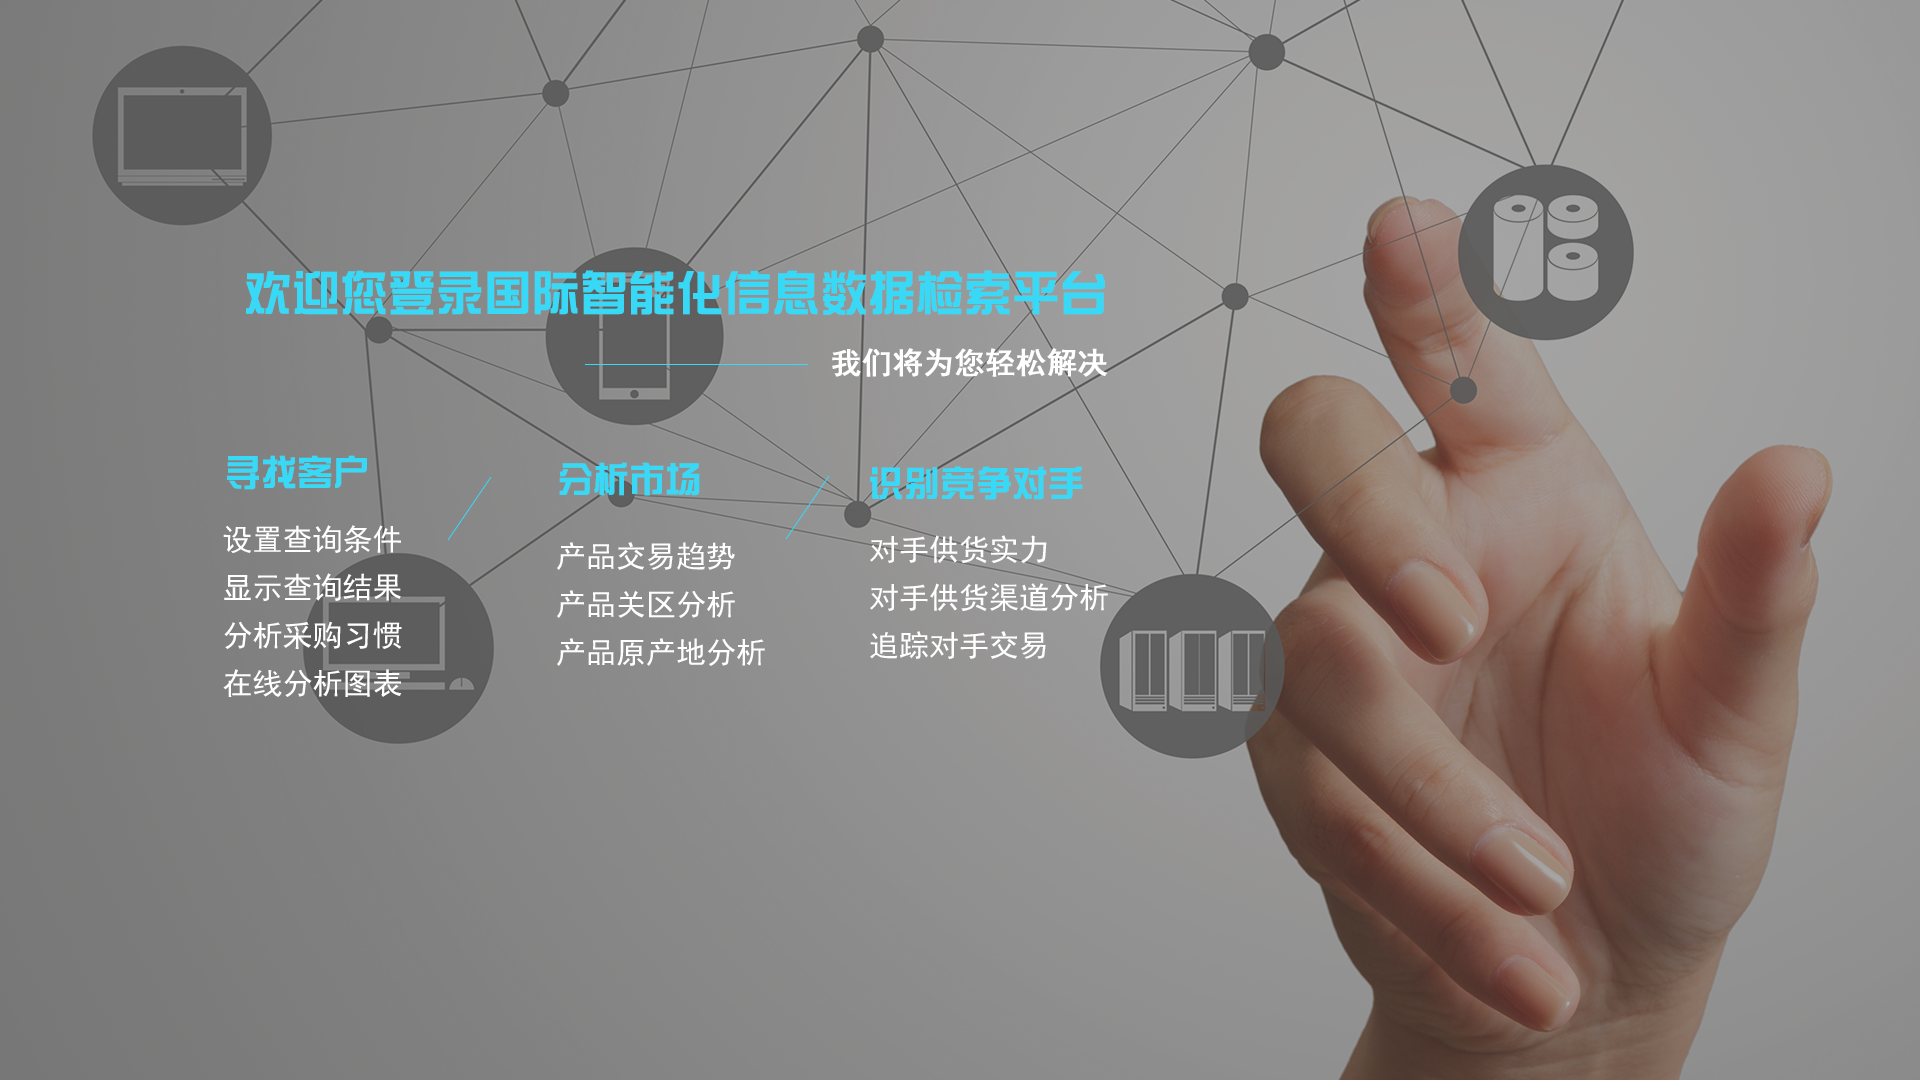 欢迎您登录国际智能化信息数据检索平台
我们将为您轻松解决
寻找客户
设置查询条件
显示查询结果
分析采购习惯
在线分析图表
分析市场
产品交易趋势
产品关区分析
产品原产地分析
识别竞争对手
对手供货实力
对手供货渠道分析
追踪对手交易